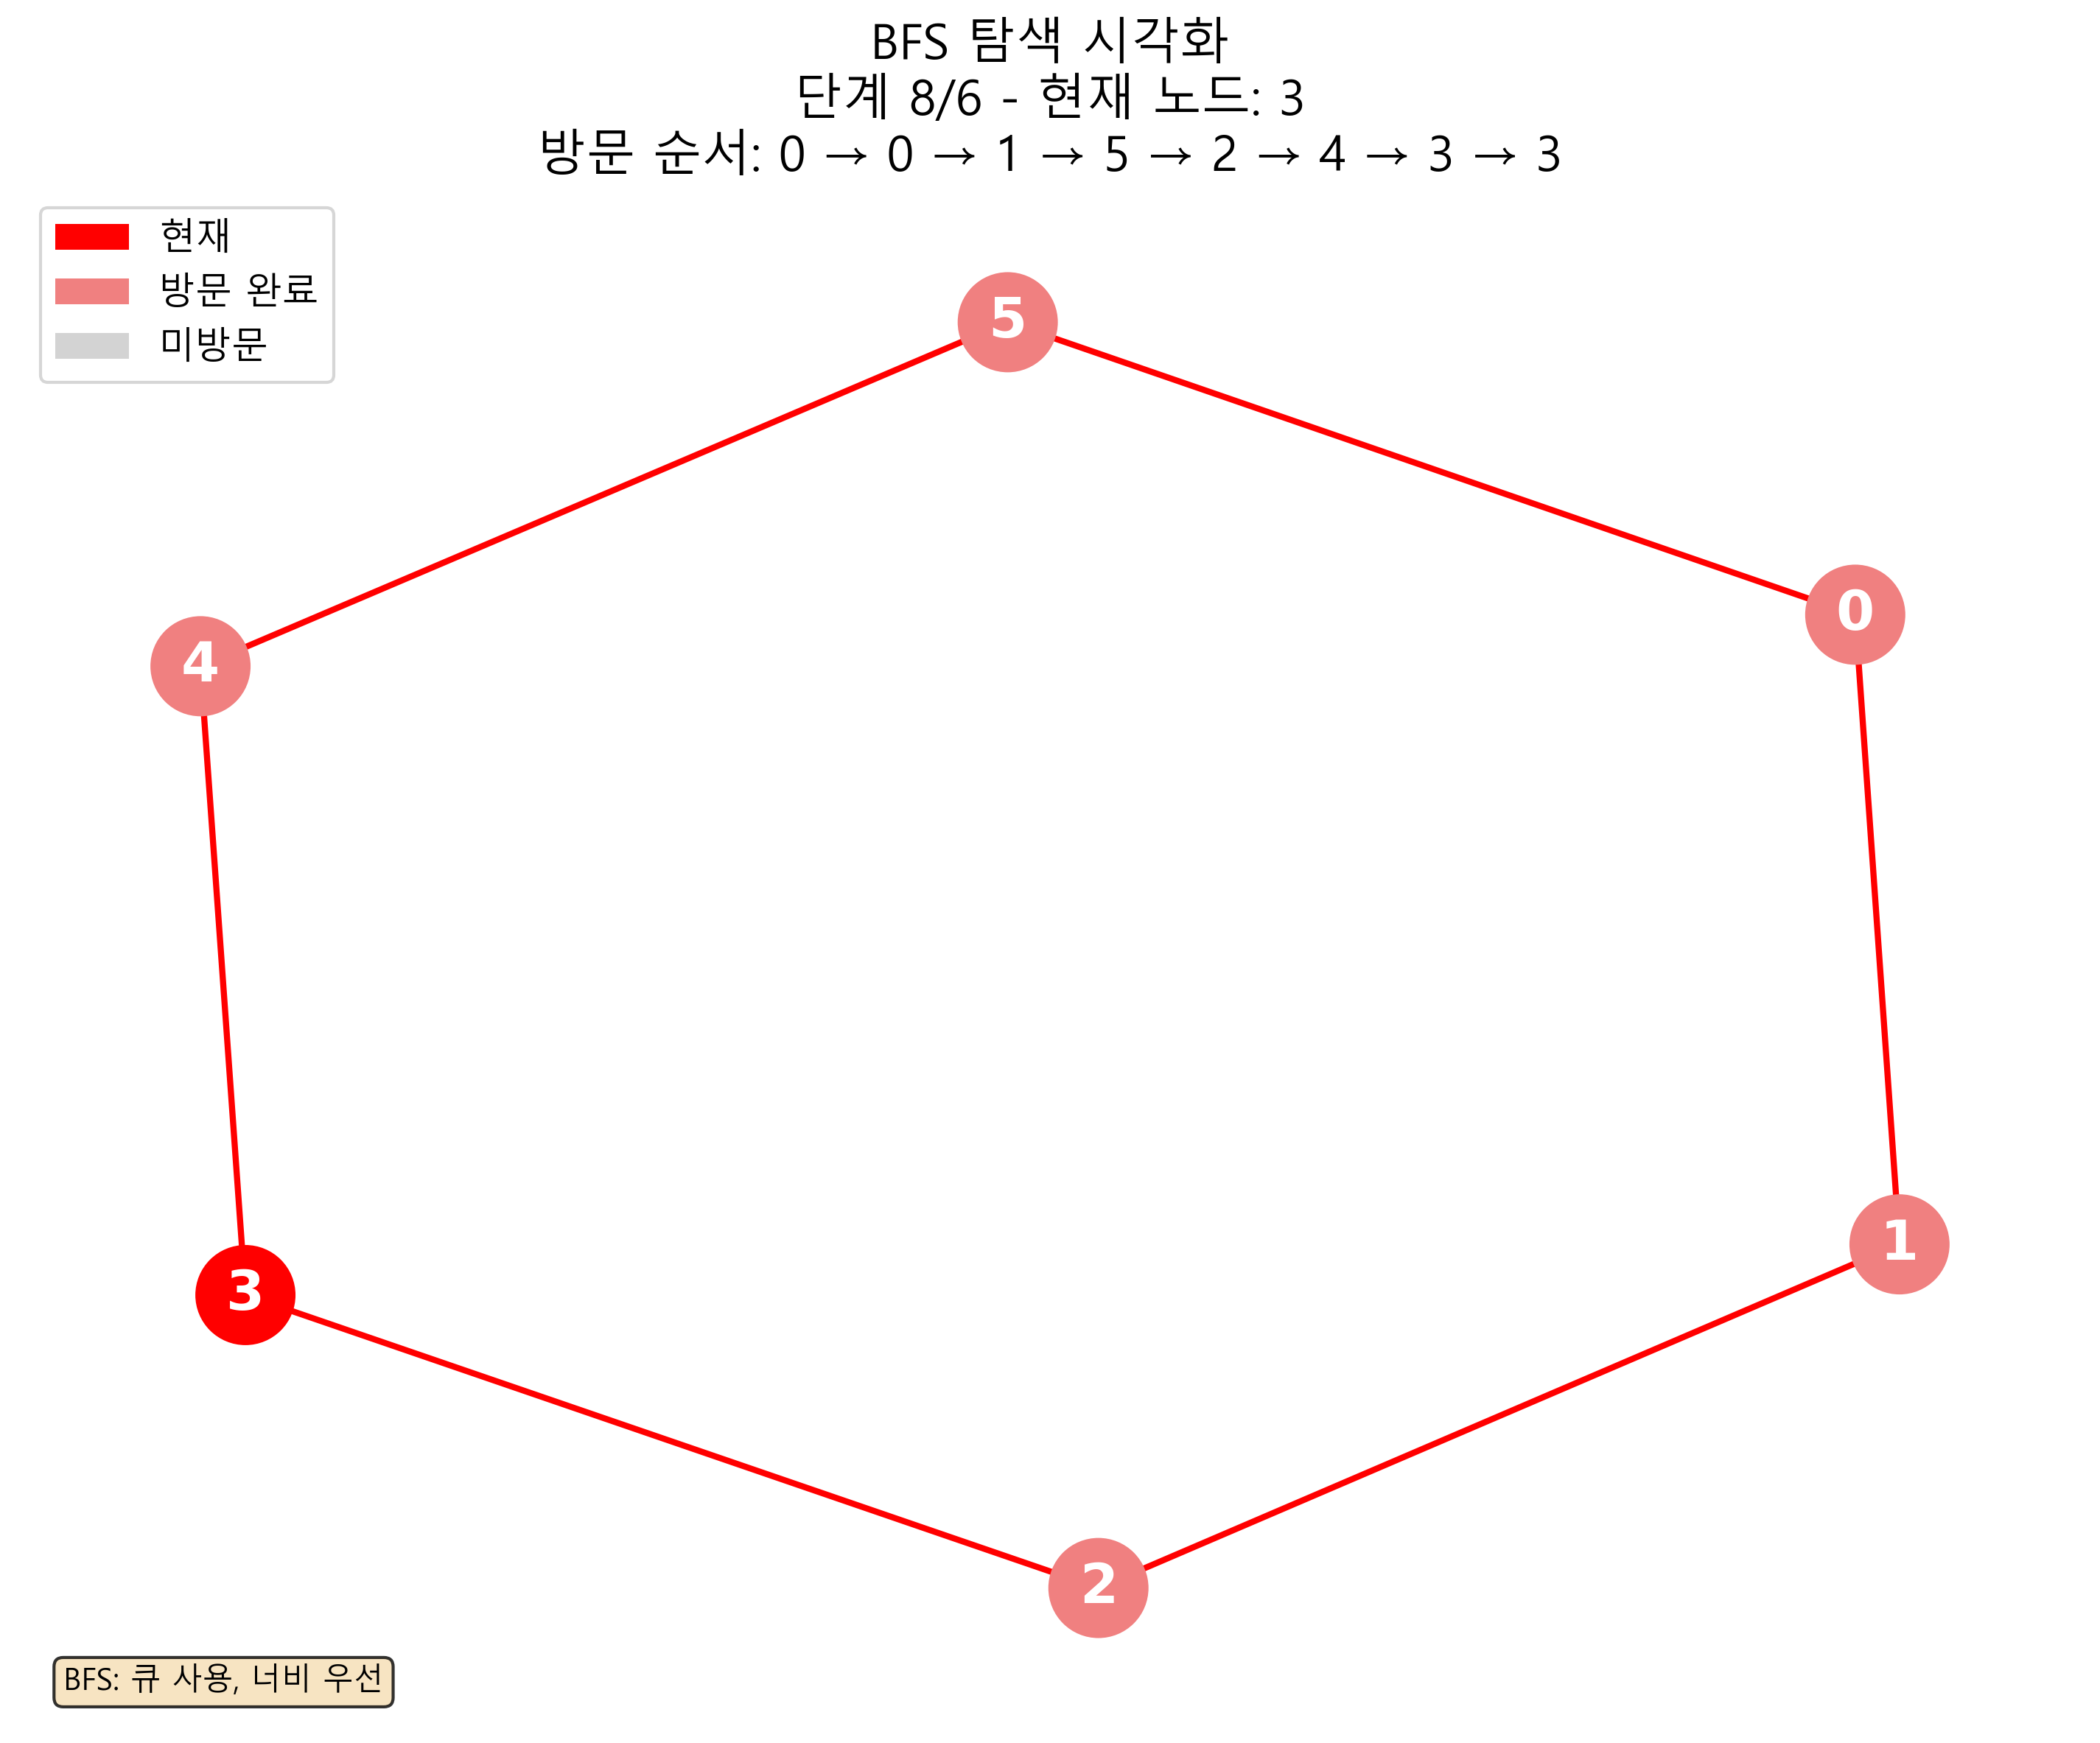 BFS 탐색 시각화
단계 8/6 - 현재 노드: 3
방문 순서: 0 → 0 → 1 → 5 → 2 → 4 → 3 → 3
현재
방문 완료
미방문
5
0
4
1
3
2
BFS: 큐 사용, 너비 우선